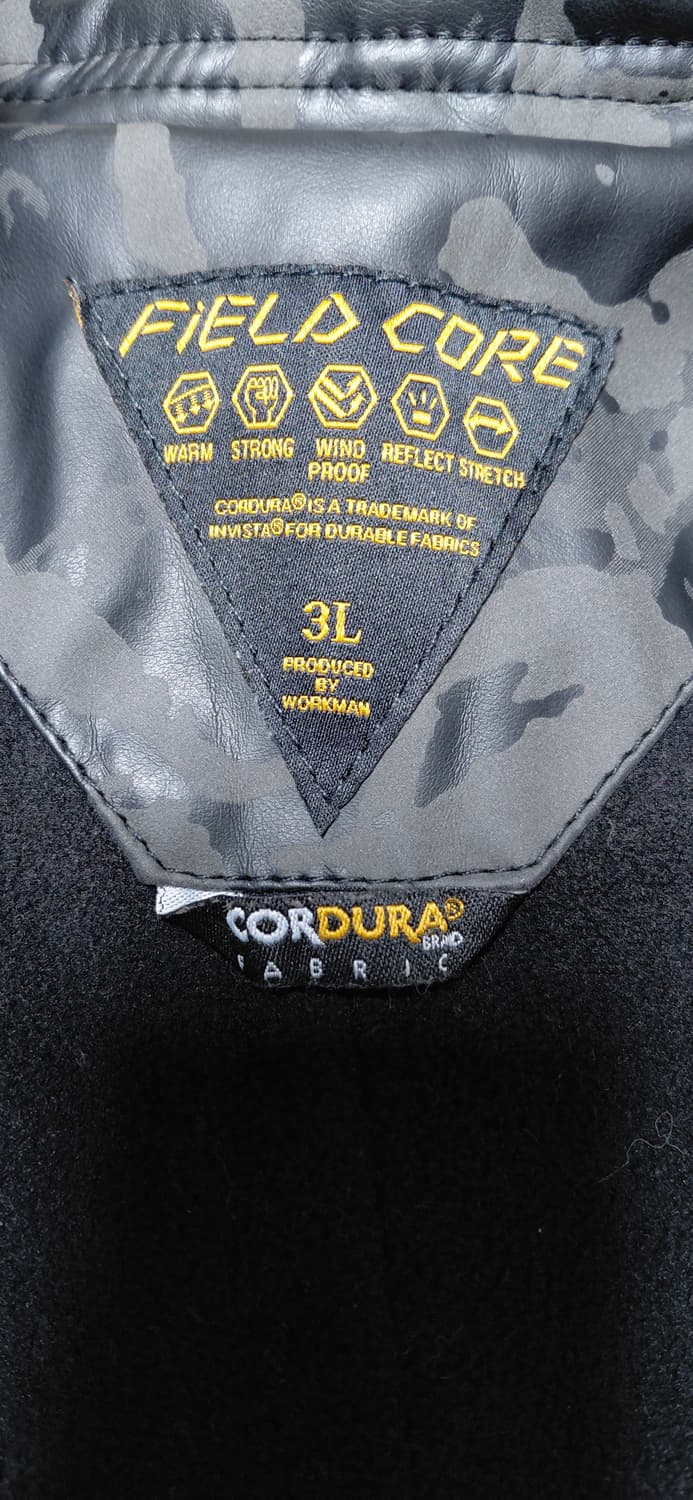 FiELD CORE
WARM STRONG WIND PROOF REFLECT STRETCH
CORDURA® IS A TRADEMARK OF
INVISTA® FOR DURABLE FABRICS
3L
PRODUCED
BY
WORKMAN
CORDURA®
BRAND
FABRIC